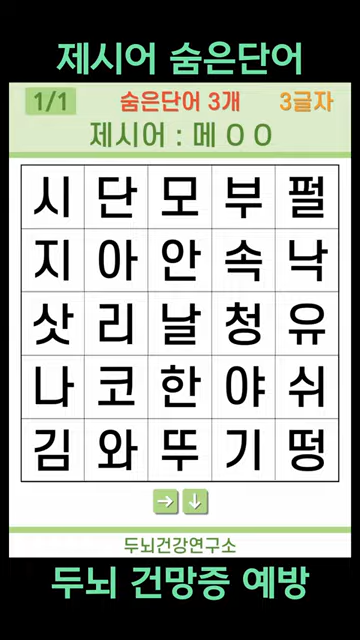 제시어 숨은단어
1/1 숨은단어 3개 3글자
제시어 : 메 O O
시 단 모 부 펄
지 아 안 속 낙
삿 리 날 청 유
나 코 한 야 쉬
김 와 뚜 기 떵
→ ↓
두뇌건강연구소
두뇌 건망증 예방